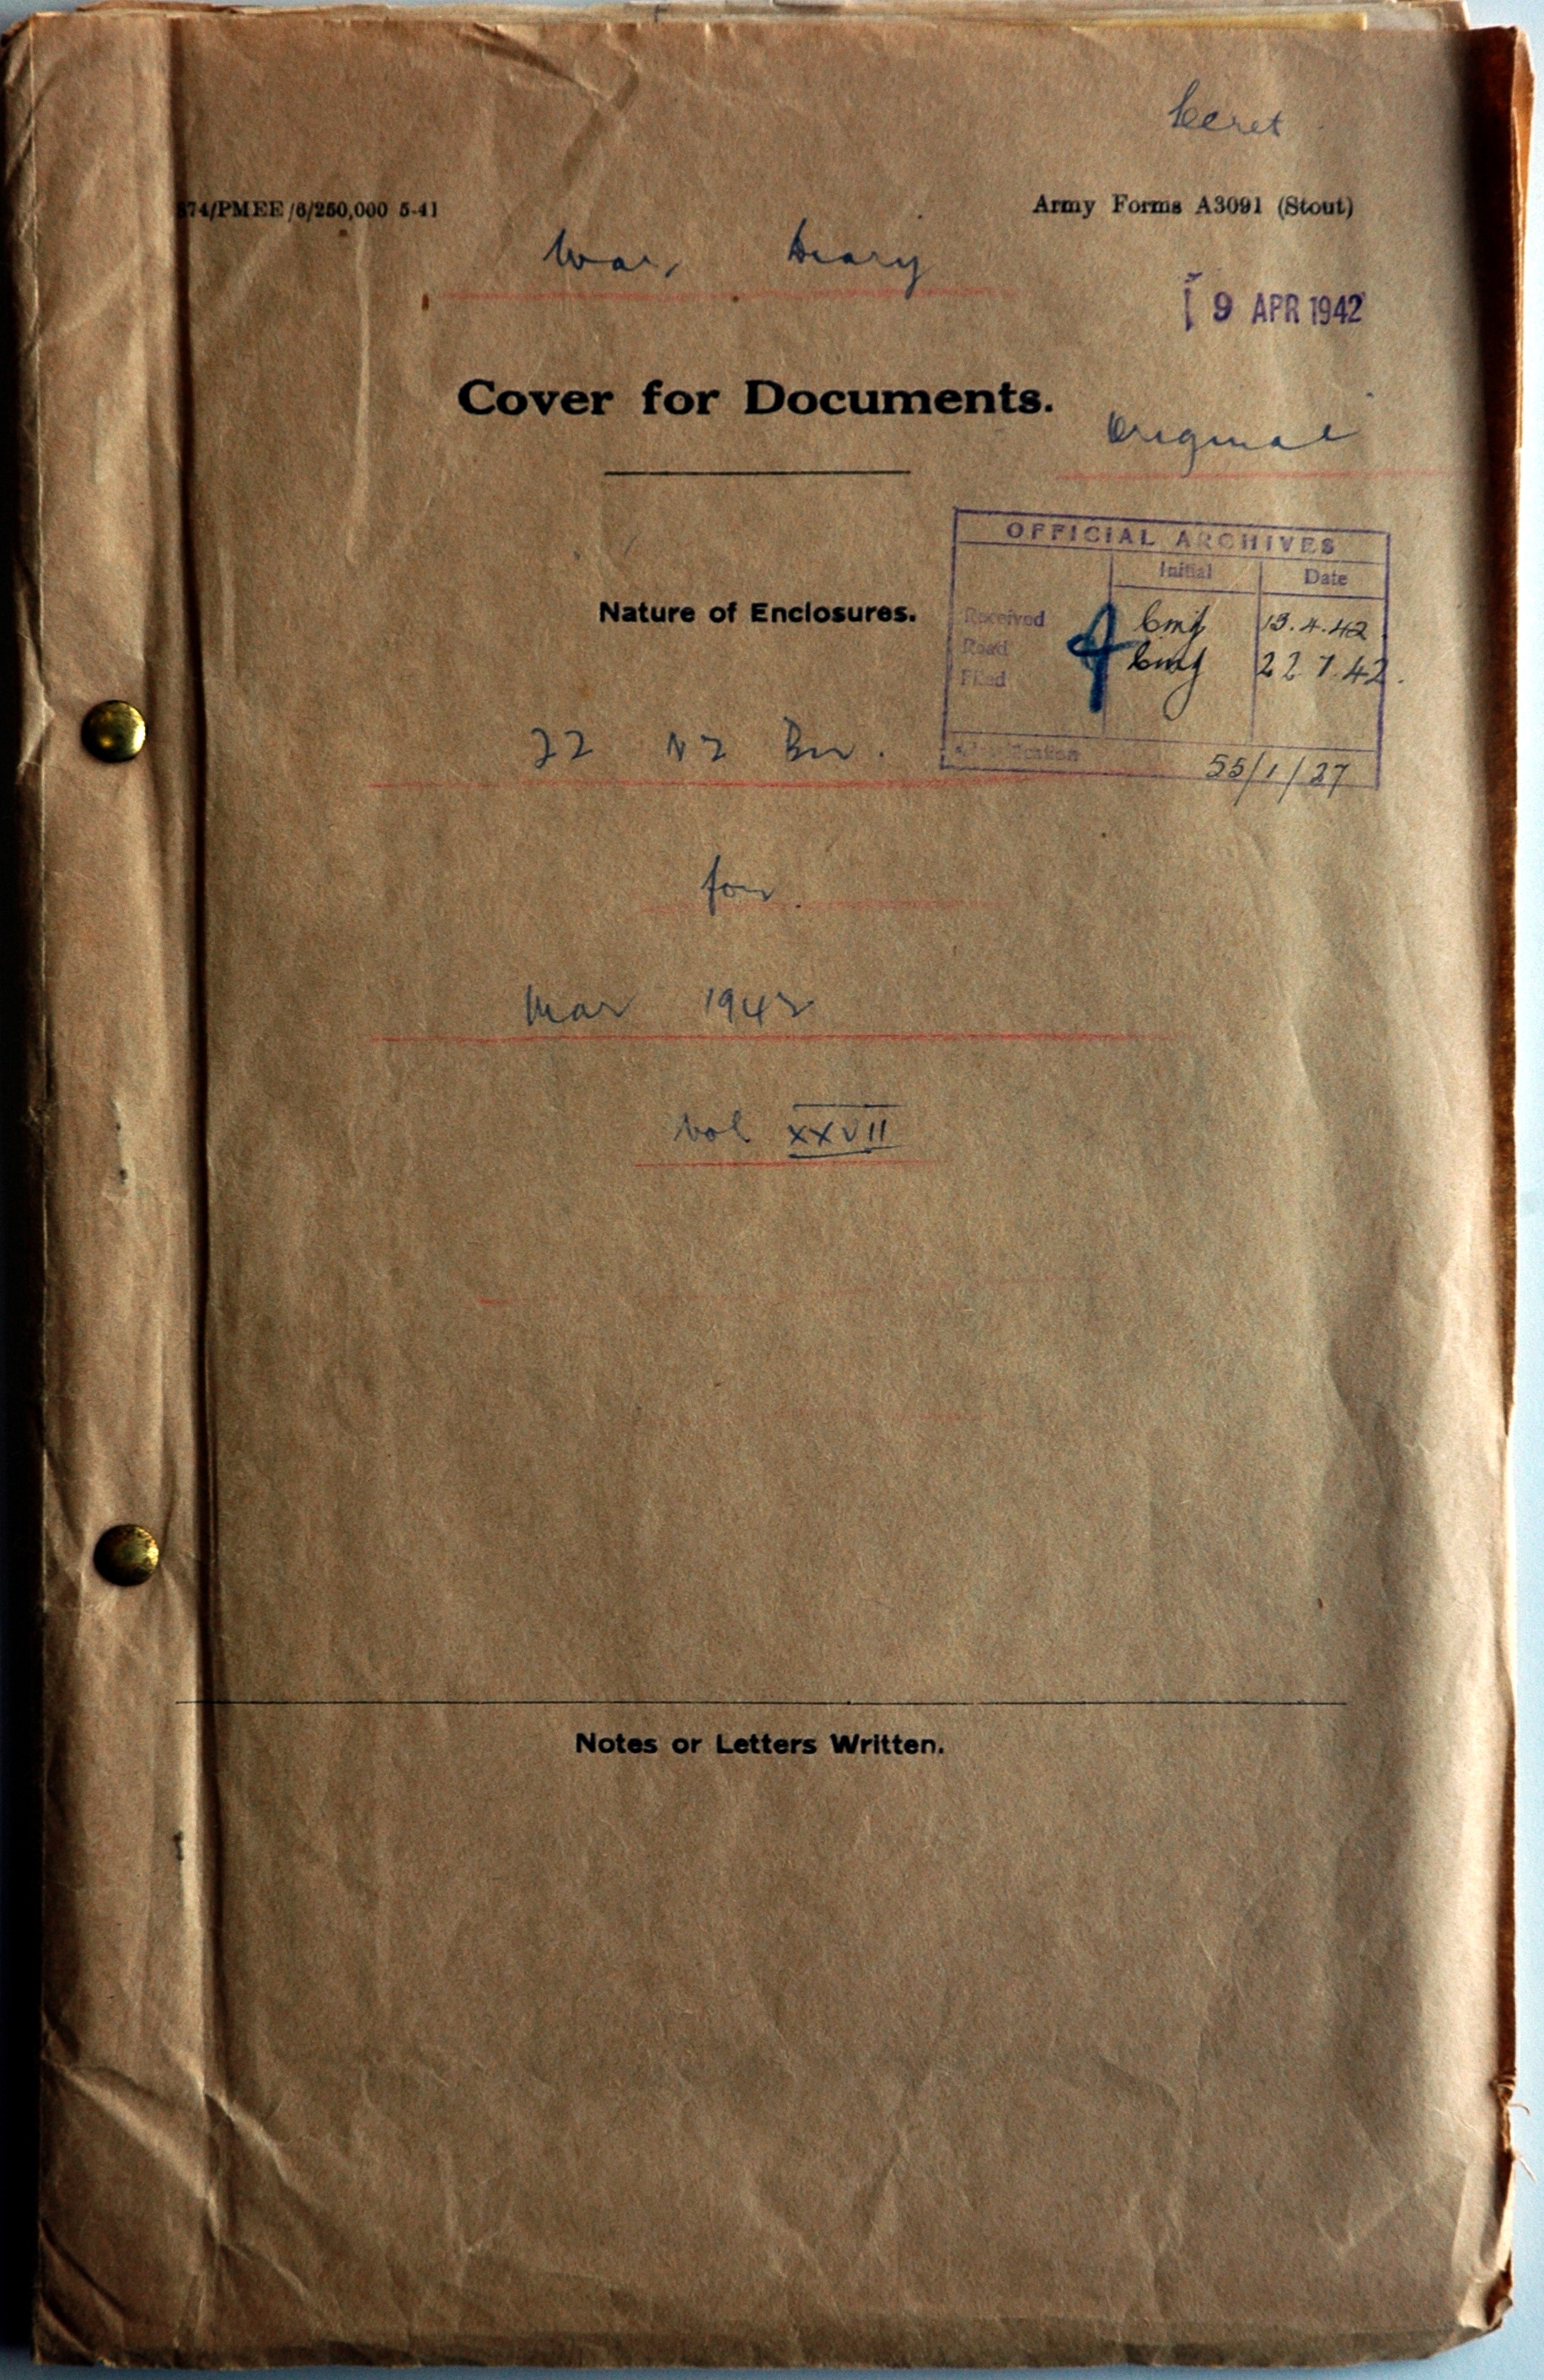 Secret
874/PMEE/6/250,000 5-41
Army Forms A3091 (Stout)
War Diary
9 APR 1942
Cover for Documents.
Original
OFFICIAL ARCHIVES
Initial Date
Nature of Enclosures.
Received 13.4.42
Read 22.7.42.
Filed
22 NZ Bn.
55/1/27
for.
Mar 1942
Vol XXVII
Notes or Letters Written.